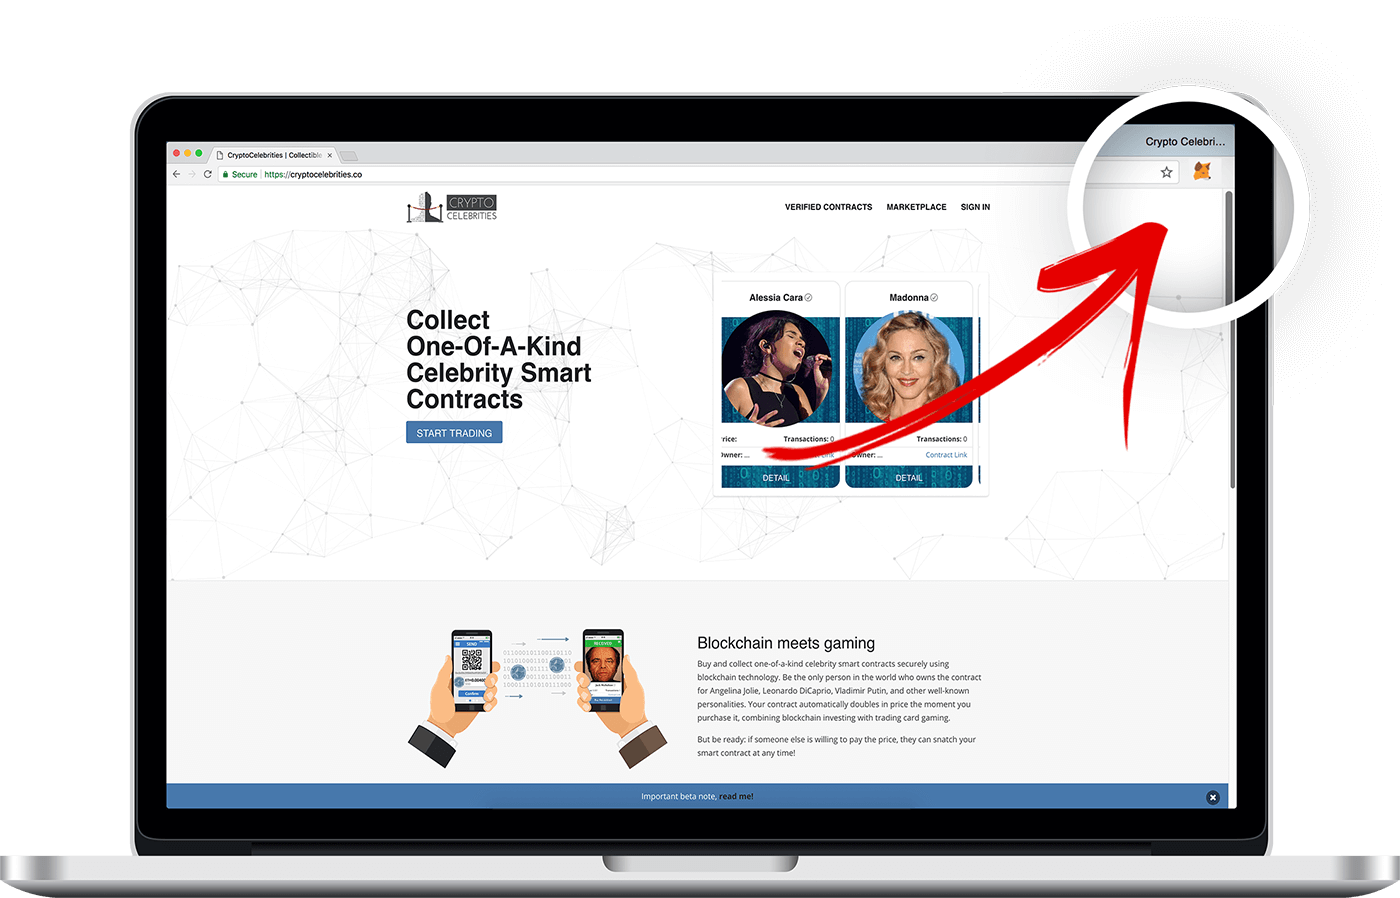 Crypto Celebri...
CryptoCelebrities | Collectible
Secure https://cryptocelebrities.co
CRYPTO
CELEBRITIES
VERIFIED CONTRACTS MARKETPLACE SIGN IN
Collect
One-Of-A-Kind
Celebrity Smart
Contracts
START TRADING
Alessia Cara Madonna
rice: Transactions: 0 Transactions: 0
Owner: ... Link Owner: ... Contract Link
DETAIL DETAIL
SEND RECEIVED
Confirm
Blockchain meets gaming
Buy and collect one-of-a-kind celebrity smart contracts securely using
blockchain technology. Be the only person in the world who owns the contract
for Angelina Jolie, Leonardo DiCaprio, Vladimir Putin, and other well-known
personalities. Your contract automatically doubles in price the moment you
purchase it, combining blockchain investing with trading card gaming.
But be ready: if someone else is willing to pay the price, they can snatch your
smart contract at any time!
Important beta note, read me!